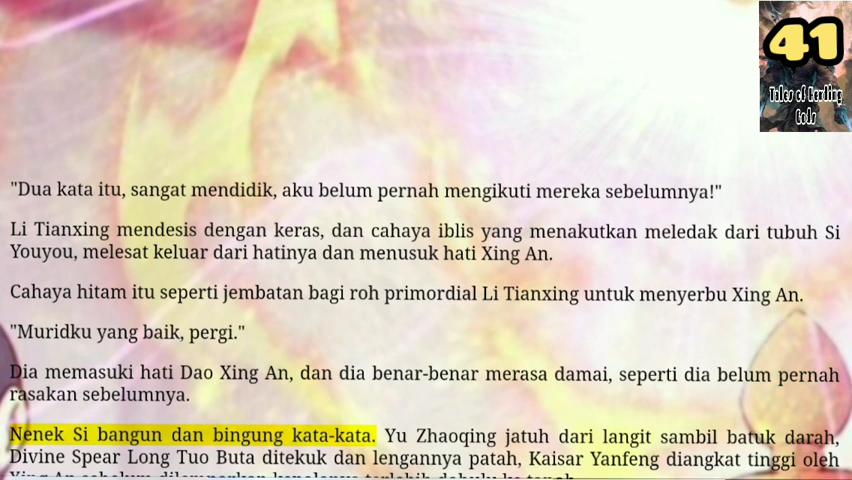 41
Tales of Herding
Gods
"Dua kata itu, sangat mendidik, aku belum pernah mengikuti mereka sebelumnya!"
Li Tianxing mendesis dengan keras, dan cahaya iblis yang menakutkan meledak dari tubuh Si
Youyou, melesat keluar dari hatinya dan menusuk hati Xing An.
Cahaya hitam itu seperti jembatan bagi roh primordial Li Tianxing untuk menyerbu Xing An.
"Muridku yang baik, pergi."
Dia memasuki hati Dao Xing An, dan dia benar-benar merasa damai, seperti dia belum pernah
rasakan sebelumnya.
Nenek Si bangun dan bingung kata-kata. Yu Zhaoqing jatuh dari langit sambil batuk darah,
Divine Spear Long Tuo Buta ditekuk dan lengannya patah, Kaisar Yanfeng diangkat tinggi oleh